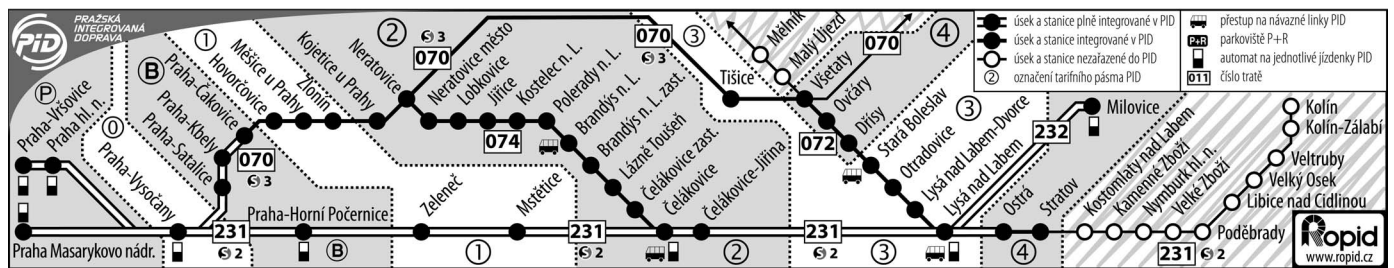 PID
PRAŽSKÁ
INTEGROVANÁ
DOPRAVA
P
Praha-Vršovice
Praha hl. n.
Praha Masarykovo nádr.
0
Praha-Vysočany
B
Praha-Satalice
Praha-Kbely
Praha-Čakovice
070
S 3
1
Hovorčovice
Měšice u Prahy
Zlonín
Kojetice u Prahy
2
Neratovice
070
S 3
Neratovice město
Lobkovice
Jiřice
Kostelec n. L.
Polerady n. L.
074
Brandýs n. L.
Brandýs n. L. zast.
Lázně Toušeň
Čelákovice zast.
Čelákovice
Čelákovice-Jiřina
070
S 3
3
Tišice
Mělník
Malý Újezd
Všetaty
070
4
Ovčáry
Dřísy
072
Stará Boleslav
Otradovice
3
Lysá nad Labem-Dvorce
Lysá nad Labem
232
Milovice
231
S 2
Praha-Horní Počernice
B
Zeleneč
1
Mstětice
231
S 2
2
231
S 2
3
Ostrá
Stratov
4
Kostomlaty nad Labem
Kamenné Zboží
Nymburk hl. n.
Velké Zboží
231
S 2
Poděbrady
Libice nad Cidlinou
Velký Osek
Veltruby
Kolín-Zálabí
Kolín
úsek a stanice plně integrované v PID
úsek a stanice integrované v PID
úsek a stanice nezařazené do PID
2 označení tarifního pásma PID
přestup na návazné linky PID
P+R parkoviště P+R
automat na jednotlivé jízdenky PID
011 číslo tratě
Ropid
www.ropid.cz